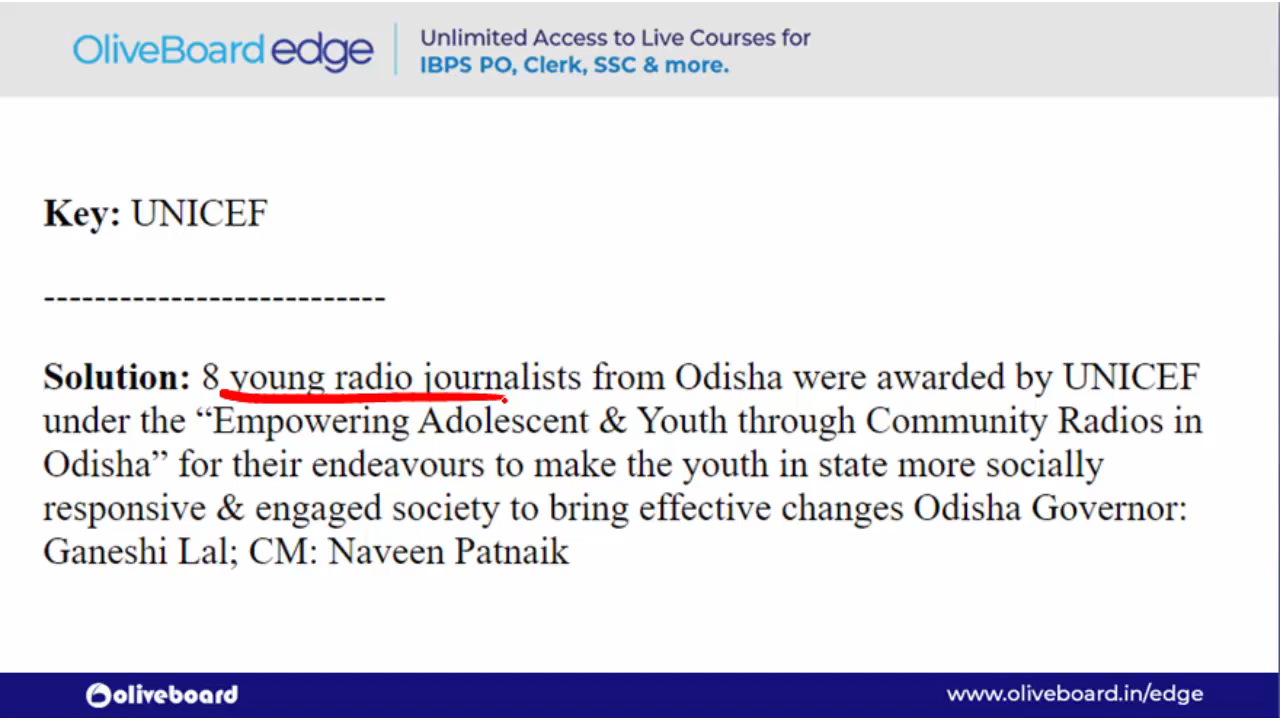 OliveBoard edge
Unlimited Access to Live Courses for
IBPS PO, Clerk, SSC & more.
Key: UNICEF
---------------------------
Solution: 8 young radio journalists from Odisha were awarded by UNICEF
under the “Empowering Adolescent & Youth through Community Radios in
Odisha” for their endeavours to make the youth in state more socially
responsive & engaged society to bring effective changes Odisha Governor:
Ganeshi Lal; CM: Naveen Patnaik
oliveboard
www.oliveboard.in/edge